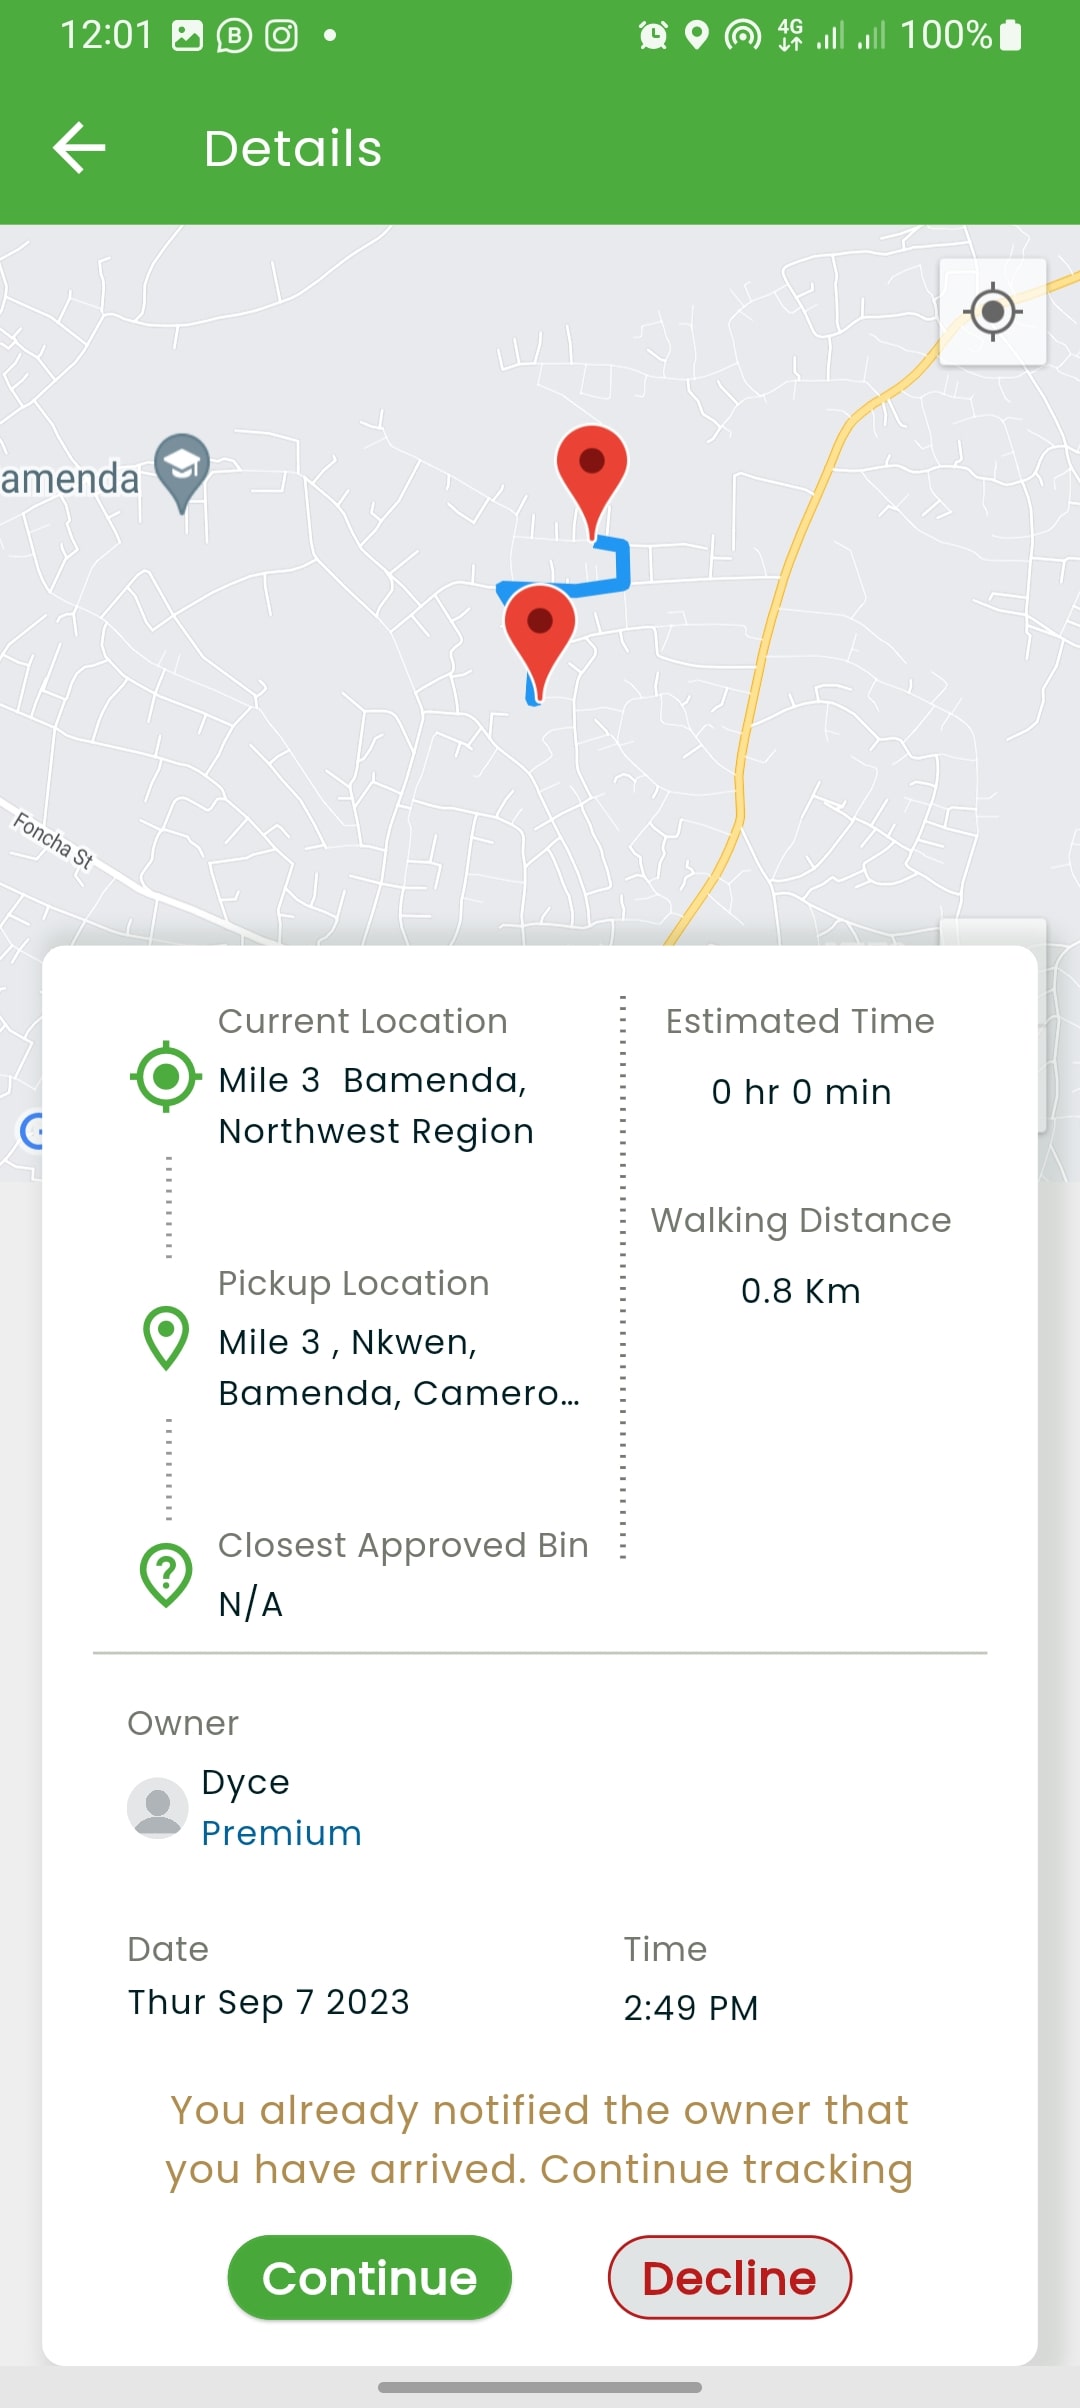 12:01
4G
100%
Details
amenda
Foncha St
Current Location
Mile 3  Bamenda,
Northwest Region
Estimated Time
0 hr 0 min
Walking Distance
0.8 Km
Pickup Location
Mile 3 , Nkwen,
Bamenda, Camero...
Closest Approved Bin
N/A
Owner
Dyce
Premium
Date
Thur Sep 7 2023
Time
2:49 PM
You already notified the owner that
you have arrived. Continue tracking
Continue
Decline